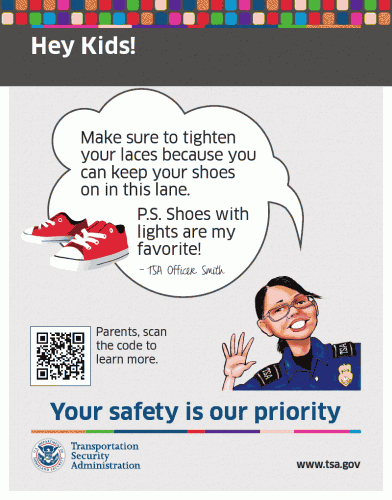 Hey Kids!
Make sure to tighten
your laces because you
can keep your shoes
on in this lane.
P.S. Shoes with
lights are my
favorite!
- TSA Officer Smith
Parents, scan
the code to
learn more.
Your safety is our priority
Transportation
Security
Administration
www.tsa.gov